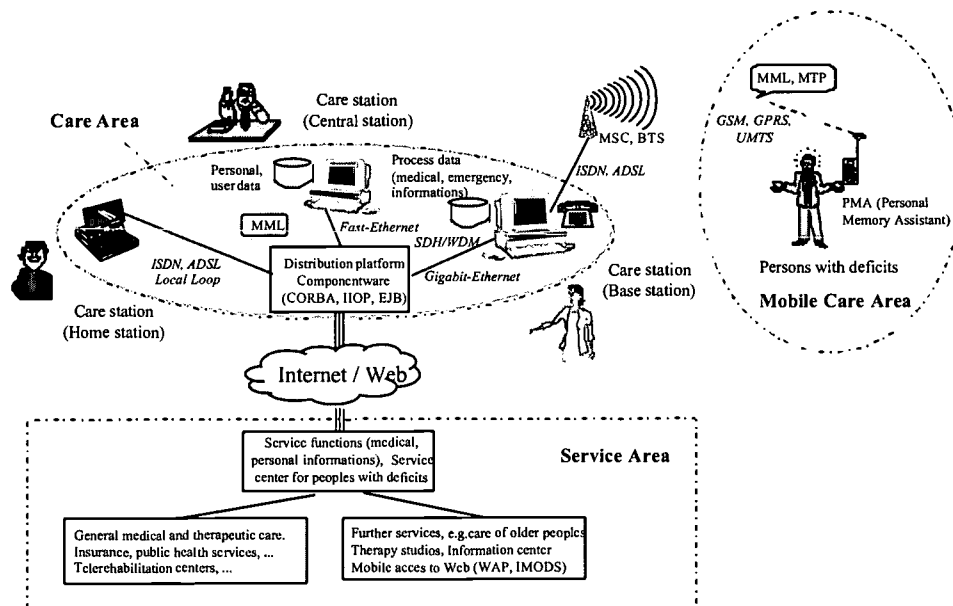 Care Area
Care station
(Central station)
MSC, BTS
MML, MTP
GSM, GPRS,
UMTS
PMA (Personal
Memory Assistant)
Persons with deficits
Mobile Care Area
Personal,
user data
Process data
(medical, emergency,
informations)
ISDN, ADSL
MML
Fast-Ethernet
SDH/WDM
Gigabit-Ethernet
ISDN, ADSL
Local Loop
Distribution platform
Componentware
(CORBA, IIOP, EJB)
Care station
(Home station)
Care station
(Base station)
Internet / Web
Service functions (medical,
personal informations), Service
center for peoples with deficits
Service Area
General medical and therapeutic care.
Insurance, public health services, ...
Telerehabilitation centers, ...
Further services, e.g.care of older peoples
Therapy studios, Information center
Mobile acces to Web (WAP, IMODS)